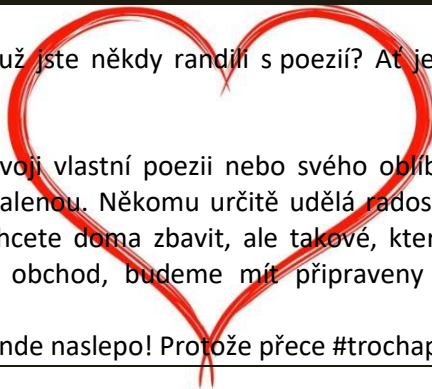 už jste někdy randili s poezií? Ať je
voji vlastní poezii nebo svého oblíb
alenou. Někomu určitě udělá rados
hcete doma zbavit, ale takové, kter
obchod, budeme mít připraveny
nde naslepo! Protože přece #trochap